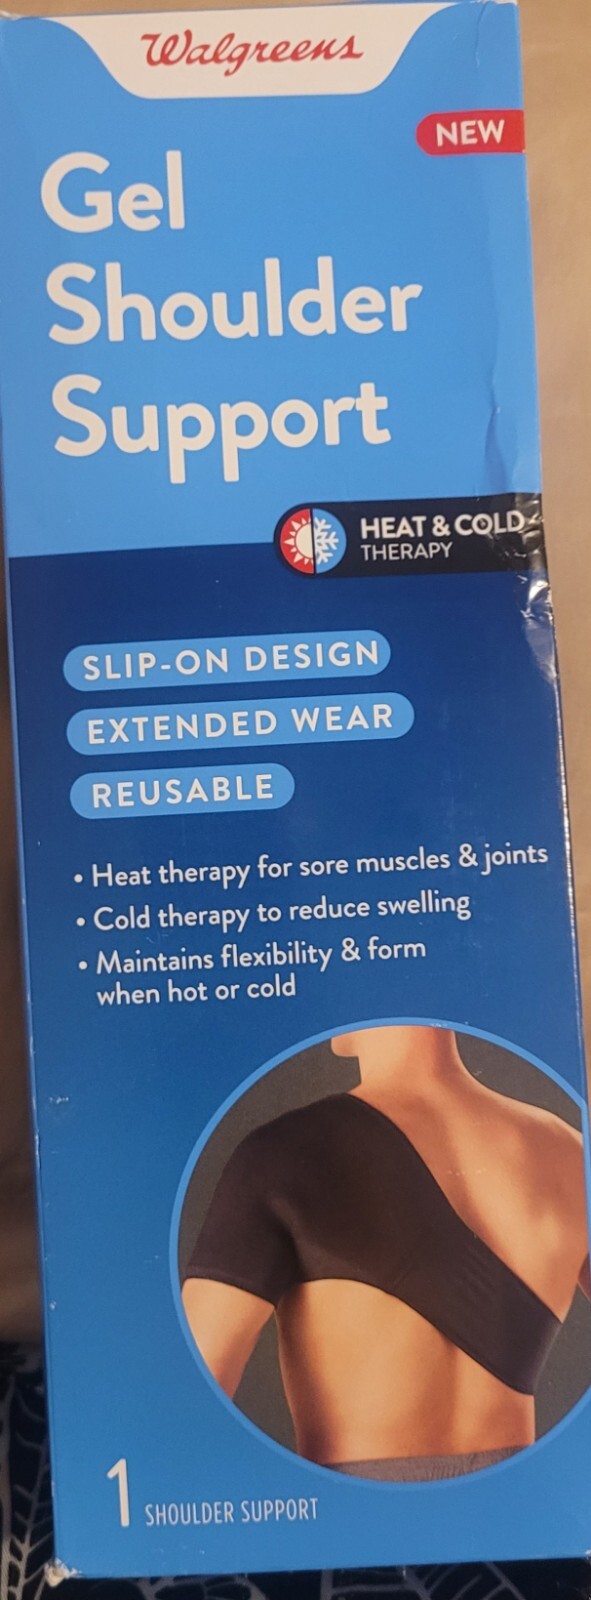 Walgreens
NEW
Gel
Shoulder
Support
HEAT & COLD
THERAPY
SLIP-ON DESIGN
EXTENDED WEAR
REUSABLE
• Heat therapy for sore muscles & joints
• Cold therapy to reduce swelling
• Maintains flexibility & form
when hot or cold
1 SHOULDER SUPPORT